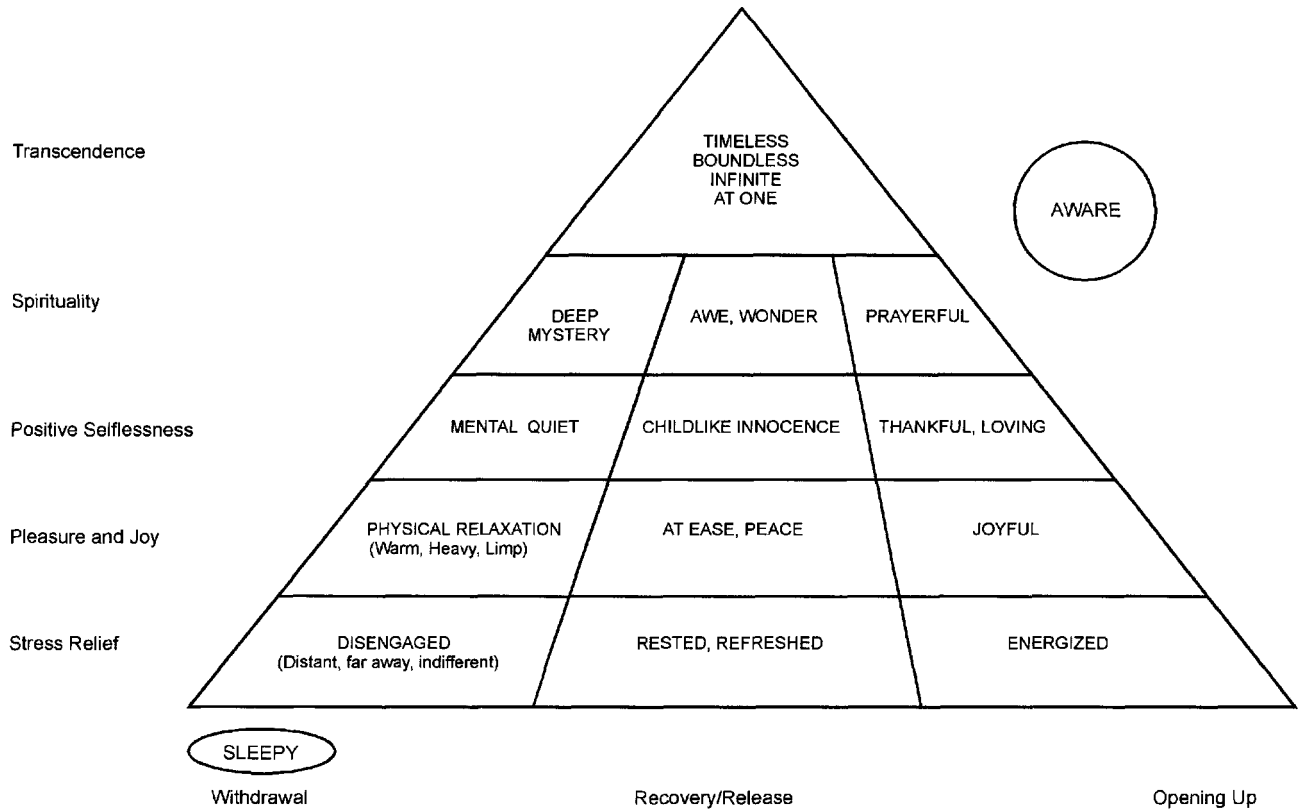 Transcendence
TIMELESS
BOUNDLESS
INFINITE
AT ONE
AWARE
Spirituality
DEEP
MYSTERY
AWE, WONDER
PRAYERFUL
Positive Selflessness
MENTAL QUIET
CHILDLIKE INNOCENCE
THANKFUL, LOVING
Pleasure and Joy
PHYSICAL RELAXATION
(Warm, Heavy, Limp)
AT EASE, PEACE
JOYFUL
Stress Relief
DISENGAGED
(Distant, far away, indifferent)
RESTED, REFRESHED
ENERGIZED
SLEEPY
Withdrawal
Recovery/Release
Opening Up